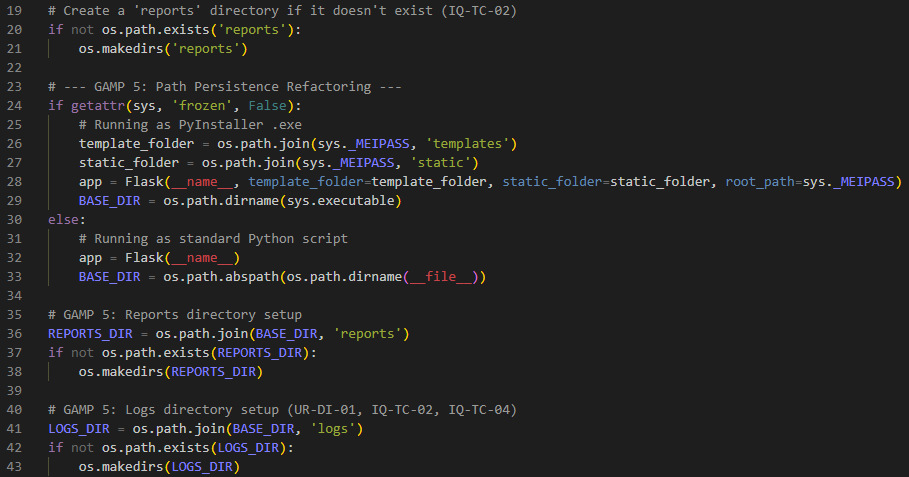 19 # Create a 'reports' directory if it doesn't exist (IQ-TC-02)
20 if not os.path.exists('reports'):
21     os.makedirs('reports')
22
23 # --- GAMP 5: Path Persistence Refactoring ---
24 if getattr(sys, 'frozen', False):
25     # Running as PyInstaller .exe
26     template_folder = os.path.join(sys._MEIPASS, 'templates')
27     static_folder = os.path.join(sys._MEIPASS, 'static')
28     app = Flask(__name__, template_folder=template_folder, static_folder=static_folder, root_path=sys._MEIPASS)
29     BASE_DIR = os.path.dirname(sys.executable)
30 else:
31     # Running as standard Python script
32     app = Flask(__name__)
33     BASE_DIR = os.path.abspath(os.path.dirname(__file__))
34
35 # GAMP 5: Reports directory setup
36 REPORTS_DIR = os.path.join(BASE_DIR, 'reports')
37 if not os.path.exists(REPORTS_DIR):
38     os.makedirs(REPORTS_DIR)
39
40 # GAMP 5: Logs directory setup (UR-DI-01, IQ-TC-02, IQ-TC-04)
41 LOGS_DIR = os.path.join(BASE_DIR, 'logs')
42 if not os.path.exists(LOGS_DIR):
43     os.makedirs(LOGS_DIR)